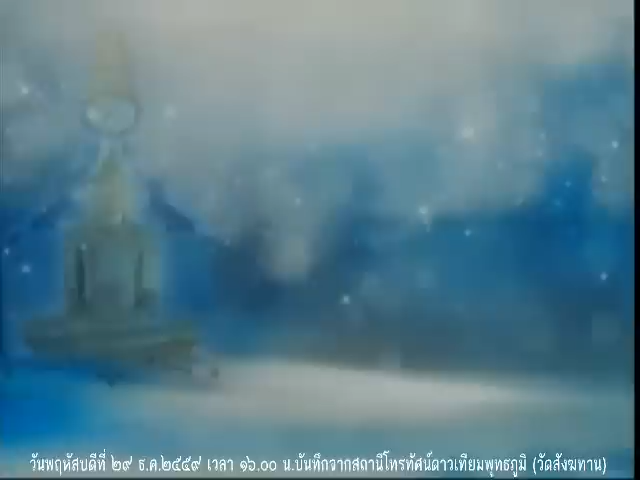 วันพฤหัสบดีที่ ๒๙ ธ.ค.๒๕๕๙ เวลา ๑๖.๐๐ น.บันทึกจากสถานีโทรทัศน์ดาวเทียมพุทธภูมิ (วัดสังฆทาน)